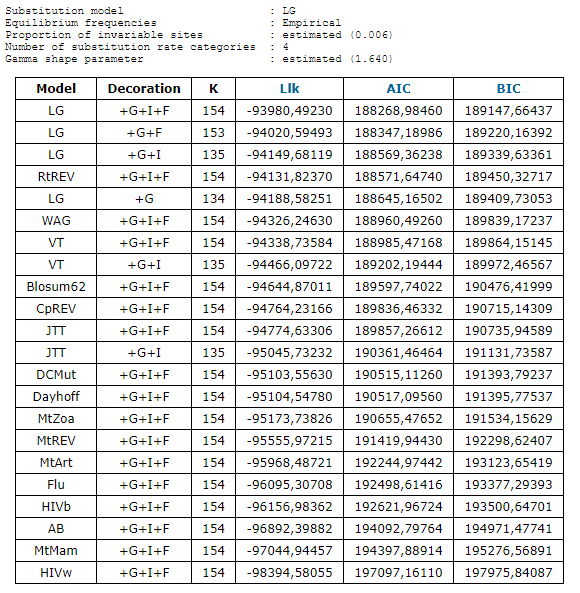 Substitution model : LG
Equilibrium frequencies : Empirical
Proportion of invariable sites : estimated (0.006)
Number of substitution rate categories : 4
Gamma shape parameter : estimated (1.640)
Model Decoration K Llk AIC BIC
LG +G+I+F 154 -93980,49230 188268,98460 189147,66437
LG +G+F 153 -94020,59493 188347,18986 189220,16392
LG +G+I 135 -94149,68119 188569,36238 189339,63361
RtREV +G+I+F 154 -94131,82370 188571,64740 189450,32717
LG +G 134 -94188,58251 188645,16502 189409,73053
WAG +G+I+F 154 -94326,24630 188960,49260 189839,17237
VT +G+I+F 154 -94338,73584 188985,47168 189864,15145
VT +G+I 135 -94466,09722 189202,19444 189972,46567
Blosum62 +G+I+F 154 -94644,87011 189597,74022 190476,41999
CpREV +G+I+F 154 -94764,23166 189836,46332 190715,14309
JTT +G+I+F 154 -94774,63306 189857,26612 190735,94589
JTT +G+I 135 -95045,73232 190361,46464 191131,73587
DCMut +G+I+F 154 -95103,55630 190515,11260 191393,79237
Dayhoff +G+I+F 154 -95104,54780 190517,09560 191395,77537
MtZoa +G+I+F 154 -95173,73826 190655,47652 191534,15629
MtREV +G+I+F 154 -95555,97215 191419,94430 192298,62407
MtArt +G+I+F 154 -95968,48721 192244,97442 193123,65419
Flu +G+I+F 154 -96095,30708 192498,61416 193377,29393
HIVb +G+I+F 154 -96156,98362 192621,96724 193500,64701
AB +G+I+F 154 -96892,39882 194092,79764 194971,47741
MtMam +G+I+F 154 -97044,94457 194397,88914 195276,56891
HIVw +G+I+F 154 -98394,58055 197097,16110 197975,84087